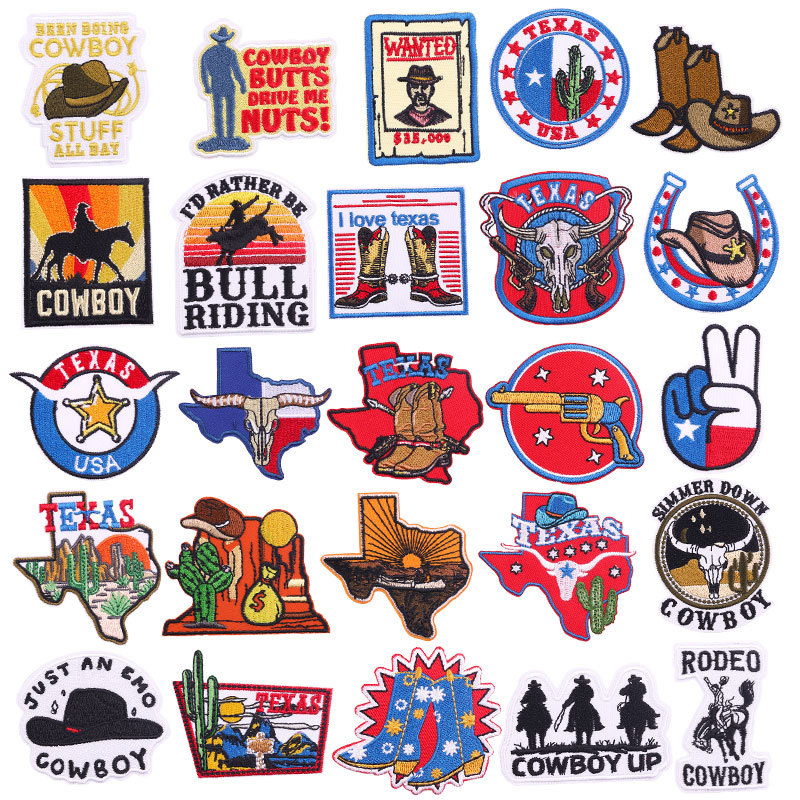 BEEN DOING
COWBOY
STUFF
ALL DAY
COWBOY
BUTTS
DRIVE ME
NUTS!
WANTED
$35,000
TEXAS
USA
COWBOY
I'D RATHER BE
BULL
RIDING
I love texas
TEXAS
TEXAS
USA
TEXAS
TEXAS
$
TEXAS
SIMMER DOWN
COWBOY
JUST AN EMO
COWBOY
TEXAS
COWBOY UP
RODEO
COWBOY